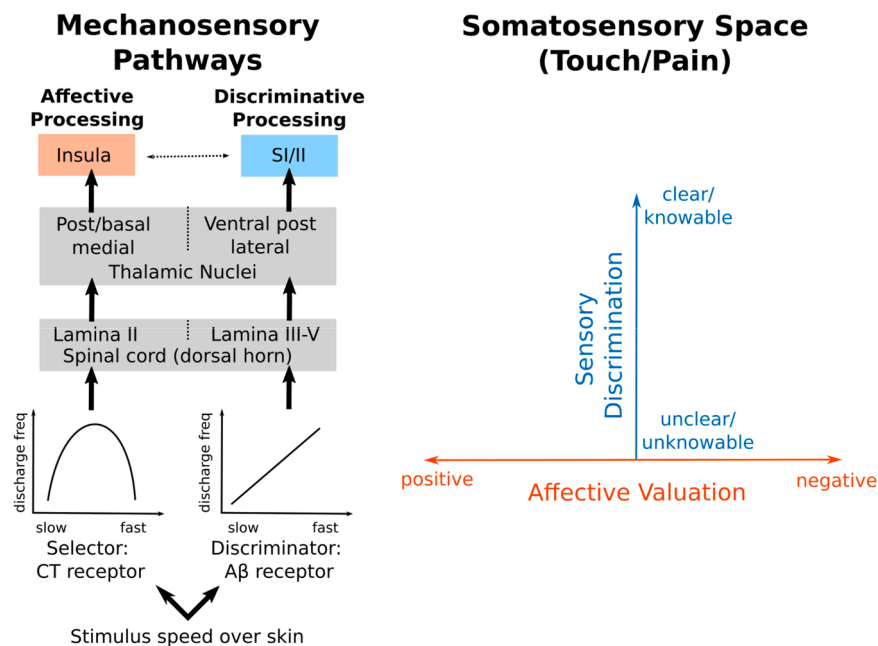 Mechanosensory
Pathways
Affective
Processing
Discriminative
Processing
Insula
SI/II
Post/basal
medial
Ventral post
lateral
Thalamic Nuclei
Lamina II
Lamina III-V
Spinal cord (dorsal horn)
discharge freq
slow
fast
Selector:
CT receptor
discharge freq
slow
fast
Discriminator:
Aβ receptor
Stimulus speed over skin
Somatosensory Space
(Touch/Pain)
clear/
knowable
Sensory
Discrimination
unclear/
unknowable
positive
Affective Valuation
negative